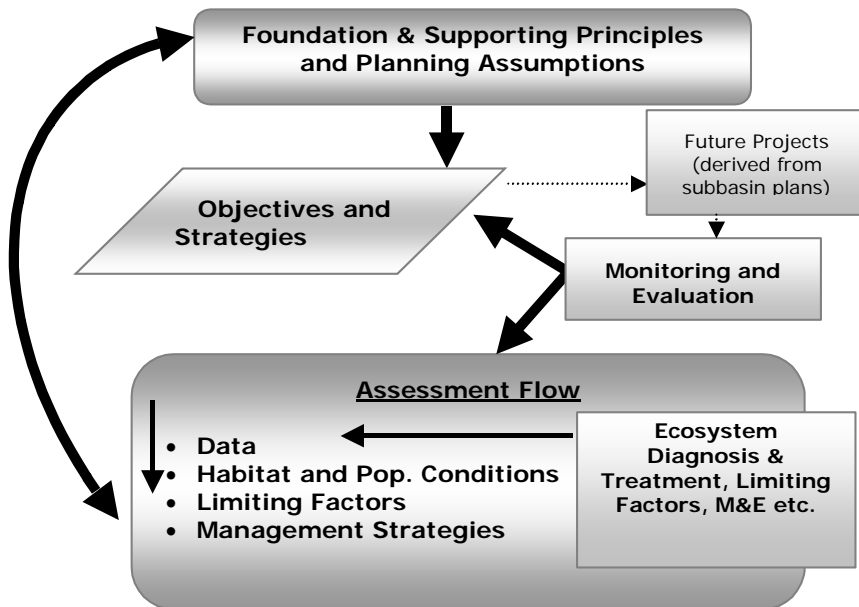 Foundation & Supporting Principles
and Planning Assumptions
Future Projects
(derived from
subbasin plans)
Objectives and
Strategies
Monitoring and
Evaluation
Assessment Flow
• Data
• Habitat and Pop. Conditions
• Limiting Factors
• Management Strategies
Ecosystem
Diagnosis &
Treatment, Limiting
Factors, M&E etc.